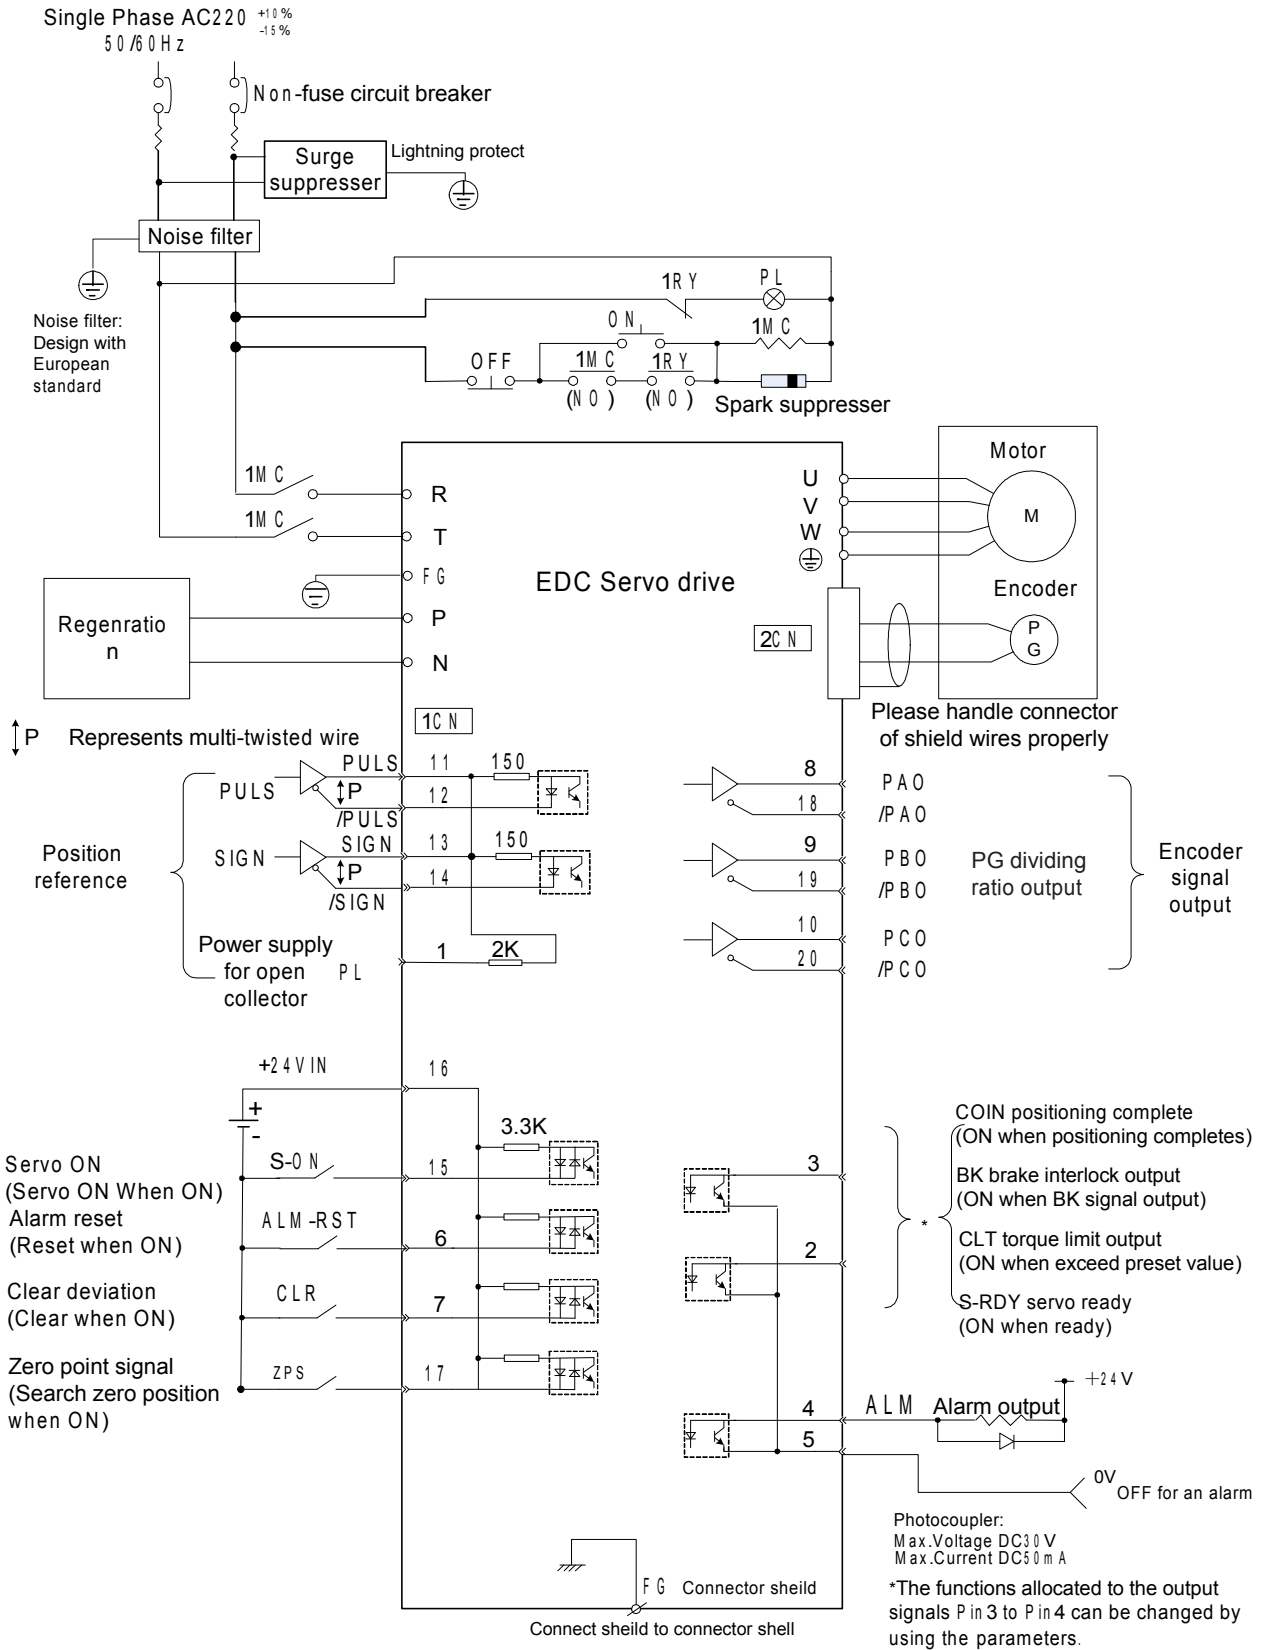 Single Phase AC220 +10%
-15%
50/60Hz
Non-fuse circuit breaker
Surge
suppresser
Lightning protect
Noise filter
Noise filter:
Design with
European
standard
1RY
PL
ON
1MC
OFF
1MC
1RY
(NO)
(NO)
Spark suppresser
1MC
R
1MC
T
FG
P
N
Regenratio
n
EDC Servo drive
U
V
W
Motor
M
Encoder
P
G
2CN
1CN
Please handle connector
of shield wires properly
P Represents multi-twisted wire
PULS
PULS
11
150
P
12
/PULS
SIGN
SIGN
13
150
P
14
/SIGN
Position
reference
Power supply
for open
collector
PL
1
2K
8
PAO
18
/PAO
9
PBO
19
/PBO
10
PCO
20
/PCO
PG dividing
ratio output
Encoder
signal
output
+24VIN
16
+
-
3.3K
Servo ON
(Servo ON When ON)
S-ON
15
Alarm reset
(Reset when ON)
ALM-RST
6
Clear deviation
(Clear when ON)
CLR
7
Zero point signal
(Search zero position
when ON)
ZPS
17
3
2
*
COIN positioning complete
(ON when positioning completes)
BK brake interlock output
(ON when BK signal output)
CLT torque limit output
(ON when exceed preset value)
S-RDY servo ready
(ON when ready)
4
ALM
Alarm output
+24V
5
0V
OFF for an alarm
Photocoupler:
Max.Voltage DC30V
Max.Current DC50mA
FG Connector sheild
Connect sheild to connector shell
*The functions allocated to the output
signals Pin3 to Pin4 can be changed by
using the parameters.